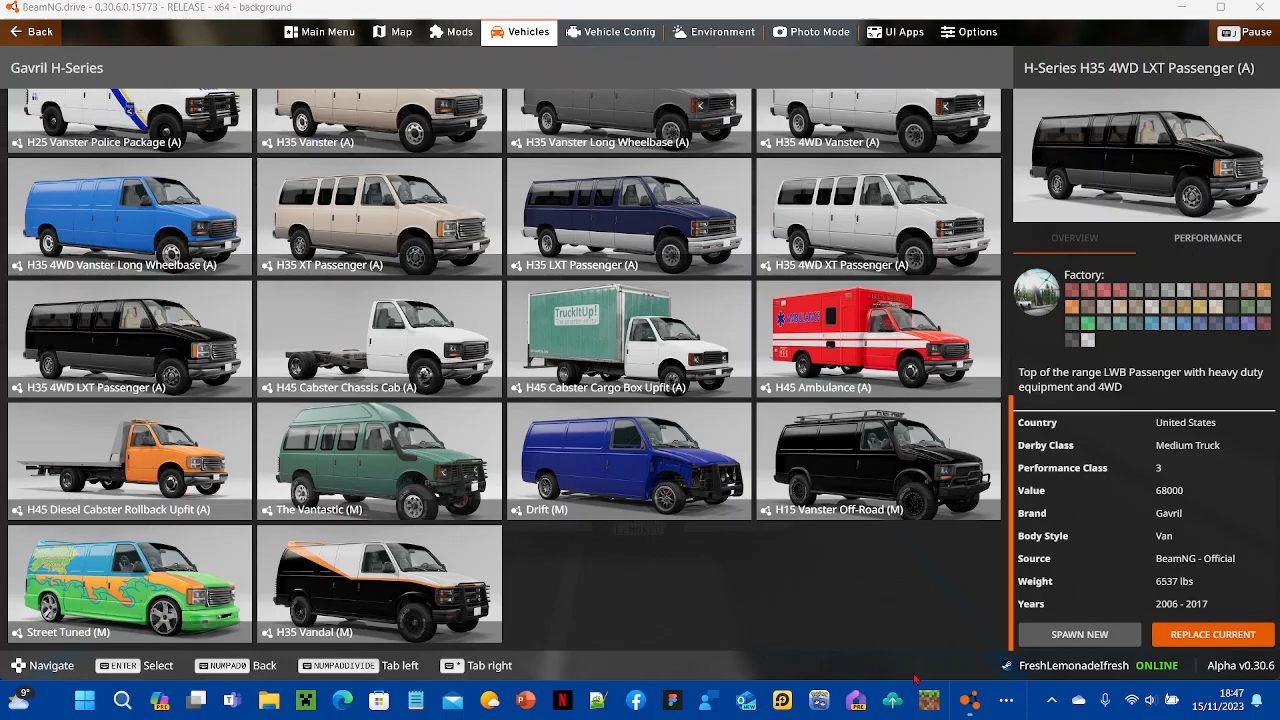 BeamNG.drive - 0.30.6.0.15773 - RELEASE - x64 - background
Back
Main Menu
Map
Mods
Vehicles
Vehicle Config
Environment
Photo Mode
UI Apps
Options
Pause
Gavril H-Series
H-Series H35 4WD LXT Passenger (A)
H25 Vanster Police Package (A)
H35 Vanster (A)
H35 Vanster Long Wheelbase (A)
H35 4WD Vanster (A)
H35 4WD Vanster Long Wheelbase (A)
H35 XT Passenger (A)
H35 LXT Passenger (A)
H35 4WD XT Passenger (A)
H35 4WD LXT Passenger (A)
H45 Cabster Chassis Cab (A)
TruckItUp!
H45 Cabster Cargo Box Upfit (A)
AMBULANCE
H45 Ambulance (A)
H45 Diesel Cabster Rollback Upfit (A)
The Vantastic (M)
Drift (M)
H15 Vanster Off-Road (M)
Street Tuned (M)
H35 Vandal (M)
OVERVIEW
PERFORMANCE
Factory:
Top of the range LWB Passenger with heavy duty
equipment and 4WD
Country United States
Derby Class Medium Truck
Performance Class 3
Value 68000
Brand Gavril
Body Style Van
Source BeamNG - Official
Weight 6537 lbs
Years 2006 - 2017
SPAWN NEW
REPLACE CURRENT
Navigate
ENTER Select
NUMPAD0 Back
NUMPADDIVIDE Tab left
* Tab right
FreshLemonadeIfresh ONLINE
Alpha v0.30.6
9°
PRE
NEW
PRE
18:47
15/11/2023